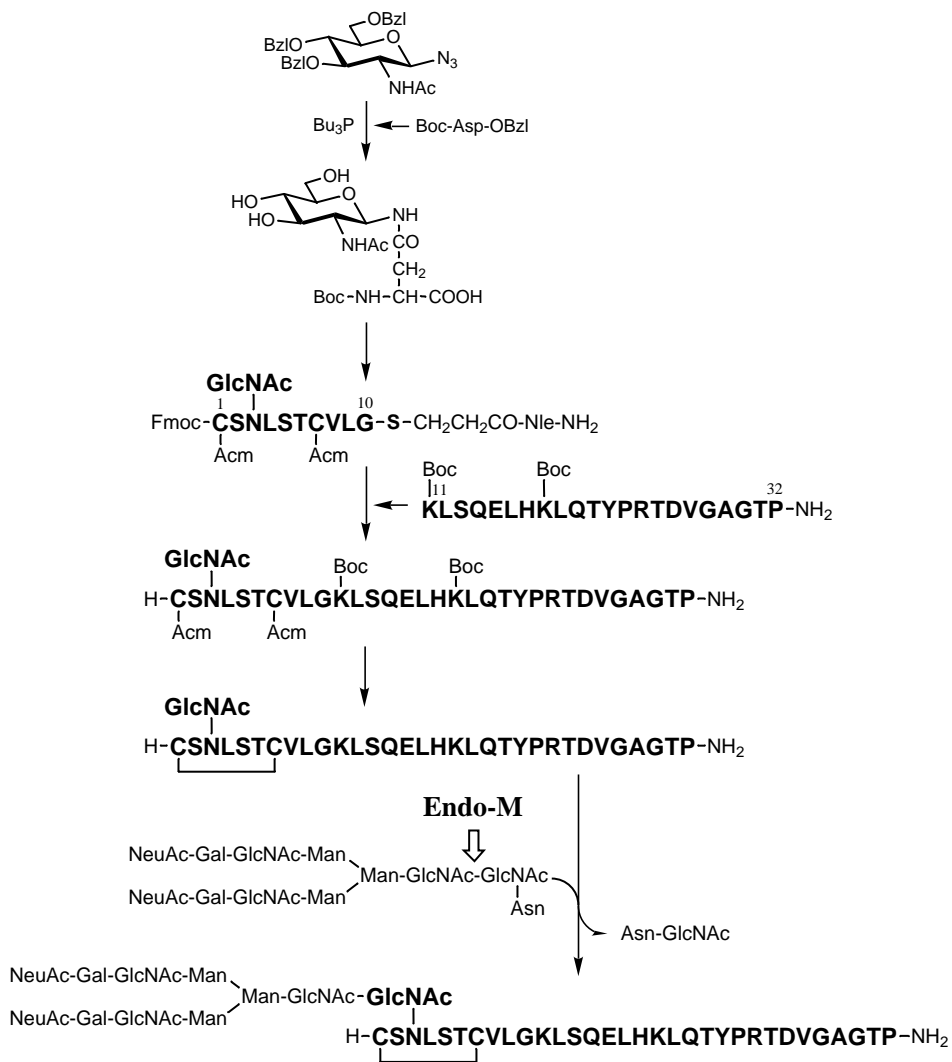 OBzl
BzlO
O
BzlO
N3
NHAc
Bu3P
Boc-Asp-OBzl
OH
HO
O
HO
NH
NHAc
CO
CH2
Boc-NH-CH-COOH
GlcNAc
1
10
Fmoc-CSNLSTCVLG-S-CH2CH2CO-Nle-NH2
Acm
Acm
Boc
Boc
11
32
KLSQELHKLQTYPRTDVGAGTP-NH2
GlcNAc
Boc
Boc
H-CSNLSTCVLGKLSQELHKLQTYPRTDVGAGTP-NH2
Acm
Acm
GlcNAc
H-CSNLSTCVLGKLSQELHKLQTYPRTDVGAGTP-NH2
Endo-M
NeuAc-Gal-GlcNAc-Man
Man-GlcNAc-GlcNAc
NeuAc-Gal-GlcNAc-Man
Asn
Asn-GlcNAc
NeuAc-Gal-GlcNAc-Man
Man-GlcNAc-GlcNAc
NeuAc-Gal-GlcNAc-Man
H-CSNLSTCVLGKLSQELHKLQTYPRTDVGAGTP-NH2